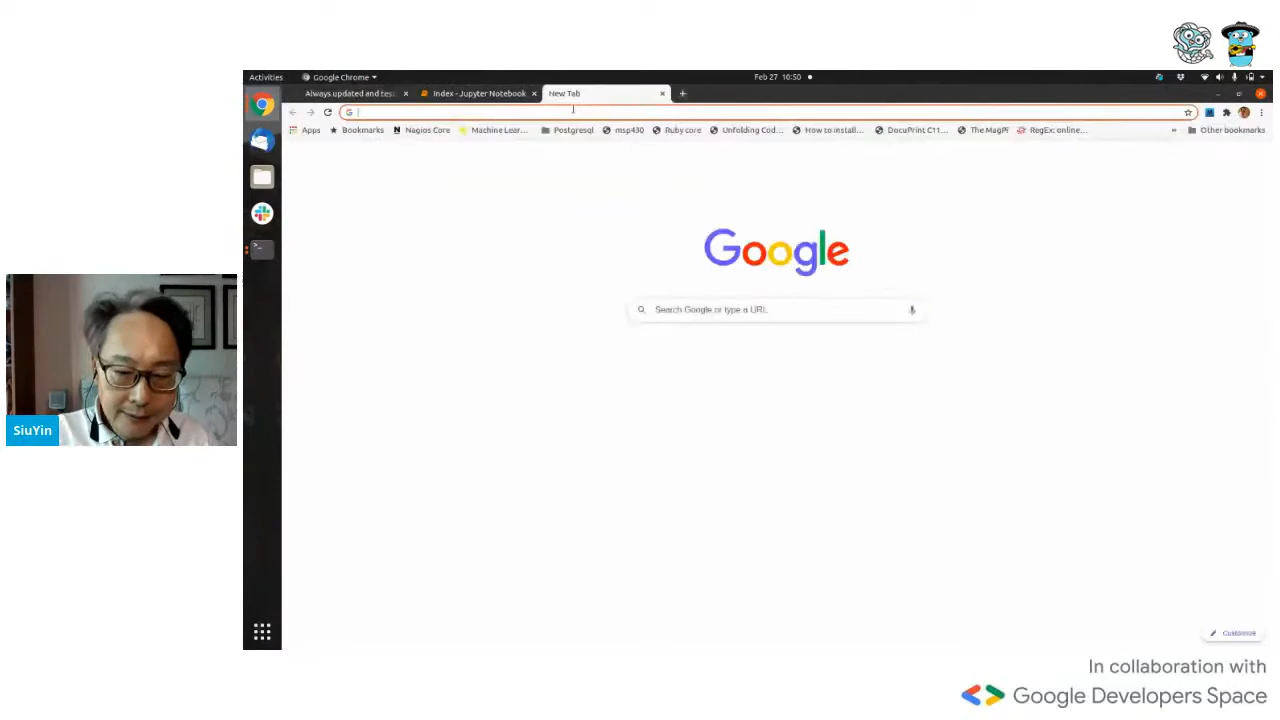 Activities Google Chrome Feb 27 10:50
Always updated and tes Index - Jupyter Notebook New Tab
Apps Bookmarks Nagios Core Machine Lear... Postgresql msp430 Ruby core Unfolding Cod... How to install... DocuPrint C11... The MagPi RegEx: online... Other bookmarks
Google
Search Google or type a URL
SiuYin
Customize
In collaboration with
Google Developers Space